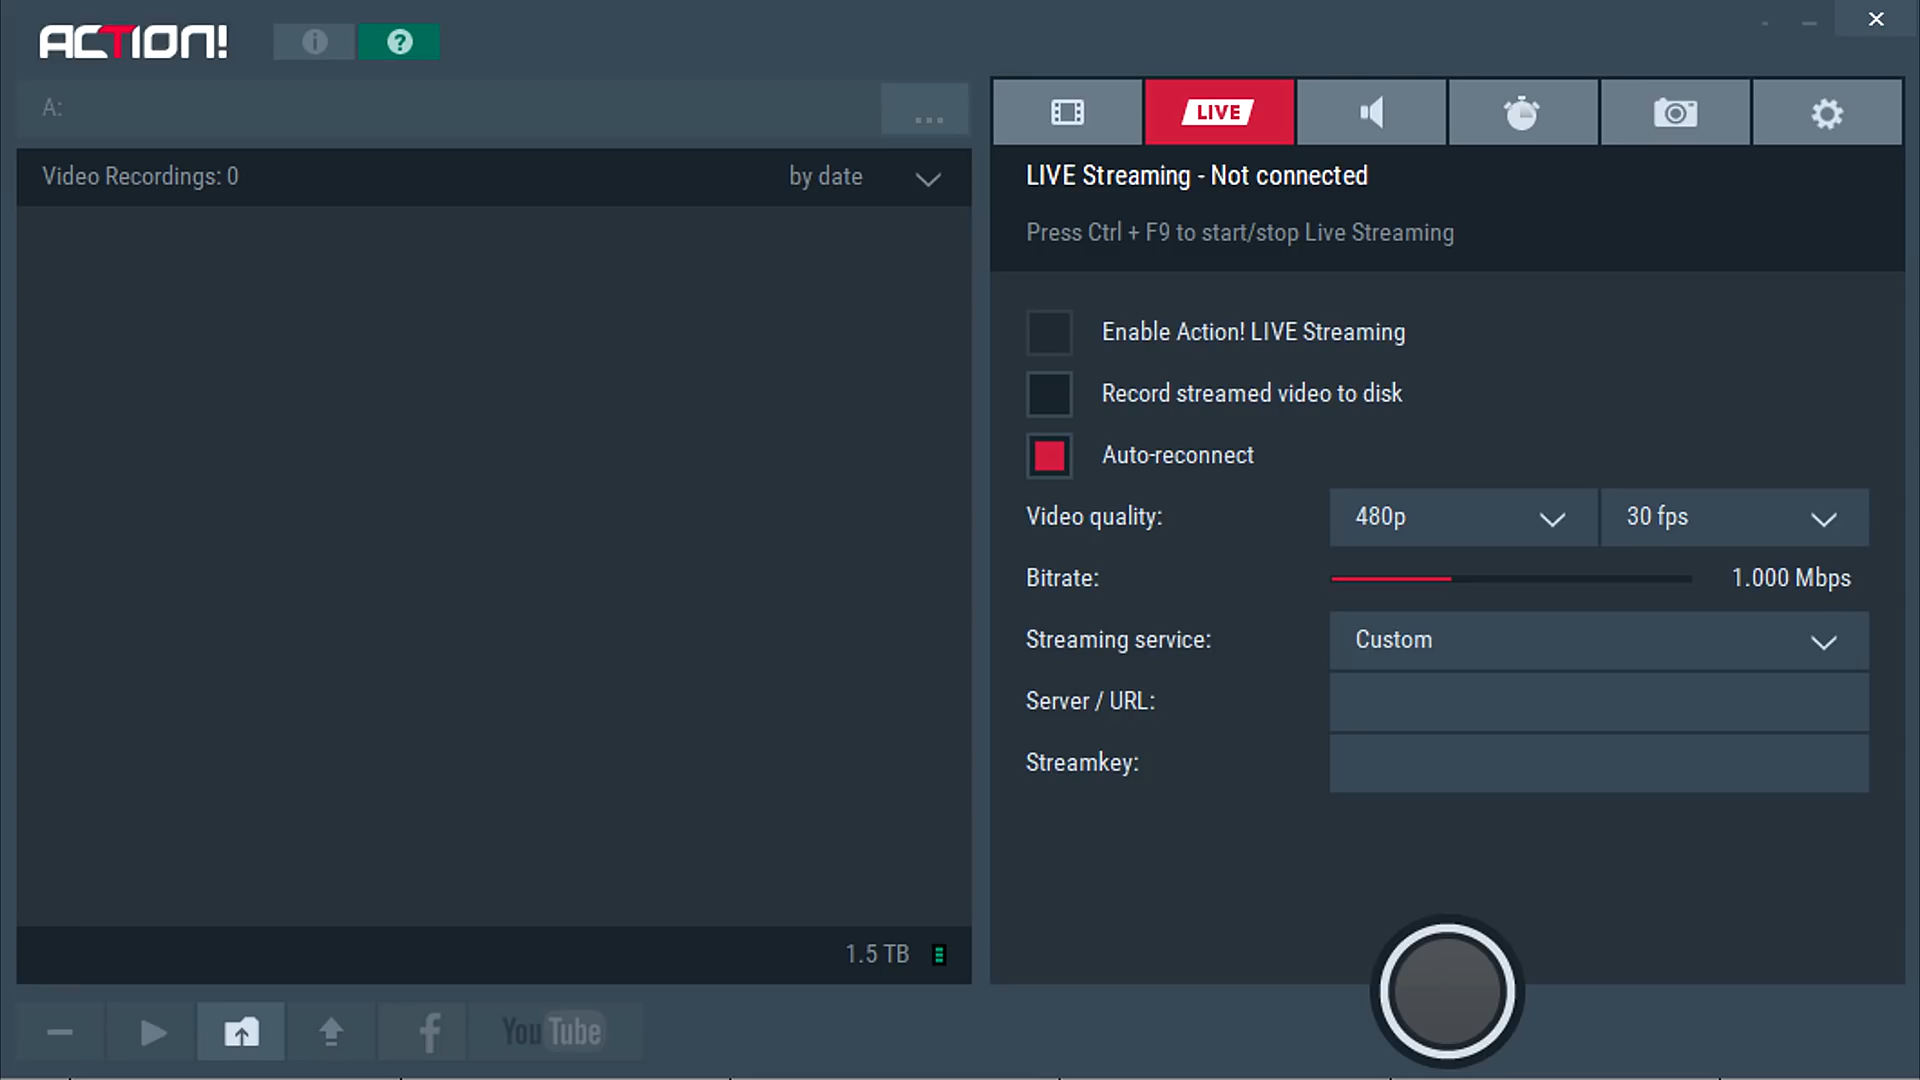 ACTION!
A:
...
LIVE
Video Recordings: 0
by date
LIVE Streaming - Not connected
Press Ctrl + F9 to start/stop Live Streaming
Enable Action! LIVE Streaming
Record streamed video to disk
Auto-reconnect
Video quality:
480p
30 fps
Bitrate:
1.000 Mbps
Streaming service:
Custom
Server / URL:
Streamkey:
1.5 TB
YouTube